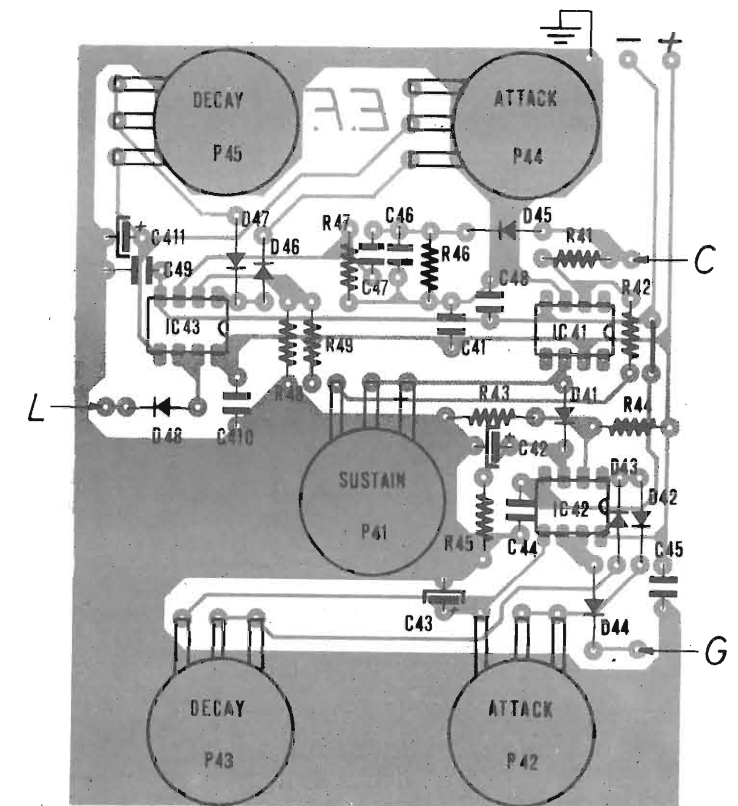 - +
DECAY
P45
E.F.
ATTACK
P44
D47
D46
C411
C49
R47
C46
R46
D45
R41
C
C47
C48
R42
IC43
R48
R49
C41
IC41
L
D48
C410
R43
D41
R44
C42
SUSTAIN
P41
R45
C44
IC42
D43
D42
C45
C43
D44
G
DECAY
P43
ATTACK
P42